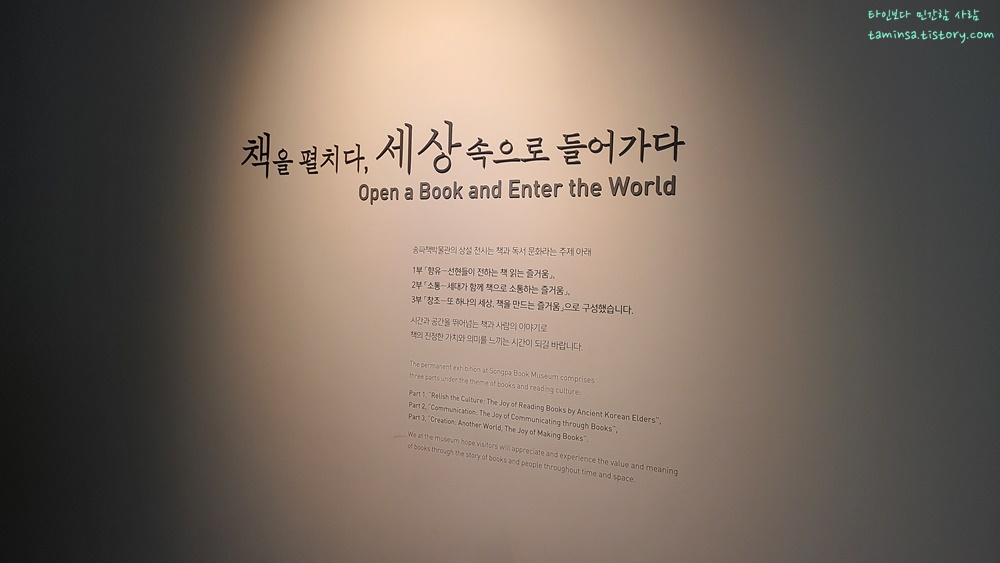 타인보다 민감한 사람
taminsa.tistory.com
책을 펼치다, 세상 속으로 들어가다
Open a Book and Enter the World
송파책박물관의 상설 전시는 책과 독서 문화라는 주제 아래
1부 「향유-선현들이 전하는 책 읽는 즐거움」,
2부 「소통-세대가 함께 책으로 소통하는 즐거움」,
3부 「창조-또 하나의 세상, 책을 만드는 즐거움」으로 구성했습니다.
시간과 공간을 뛰어넘는 책과 사람의 이야기로
책의 진정한 가치와 의미를 느끼는 시간이 되길 바랍니다.
The permanent exhibition at Songpa Book Museum comprises
three parts under the theme of books and reading culture:
Part 1, "Relish the Culture: The Joy of Reading Books by Ancient Korean Elders",
Part 2, "Communication: The Joy of Communicating through Books",
Part 3, "Creation: Another World, The Joy of Making Books".
We at the museum hope visitors will appreciate and experience the value and meaning
of books through the story of books and people throughout time and space.